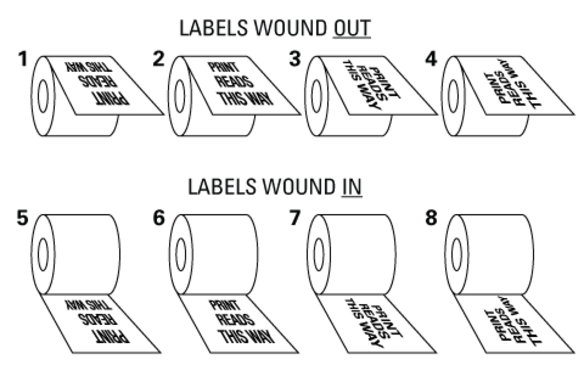 LABELS WOUND OUT
1
PRINT
READS
THIS WAY
2
PRINT
READS
THIS WAY
3
PRINT
READS
THIS WAY
4
PRINT
READS
THIS WAY
LABELS WOUND IN
5
PRINT
READS
THIS WAY
6
PRINT
READS
THIS WAY
7
PRINT
READS
THIS WAY
8
PRINT
READS
THIS WAY